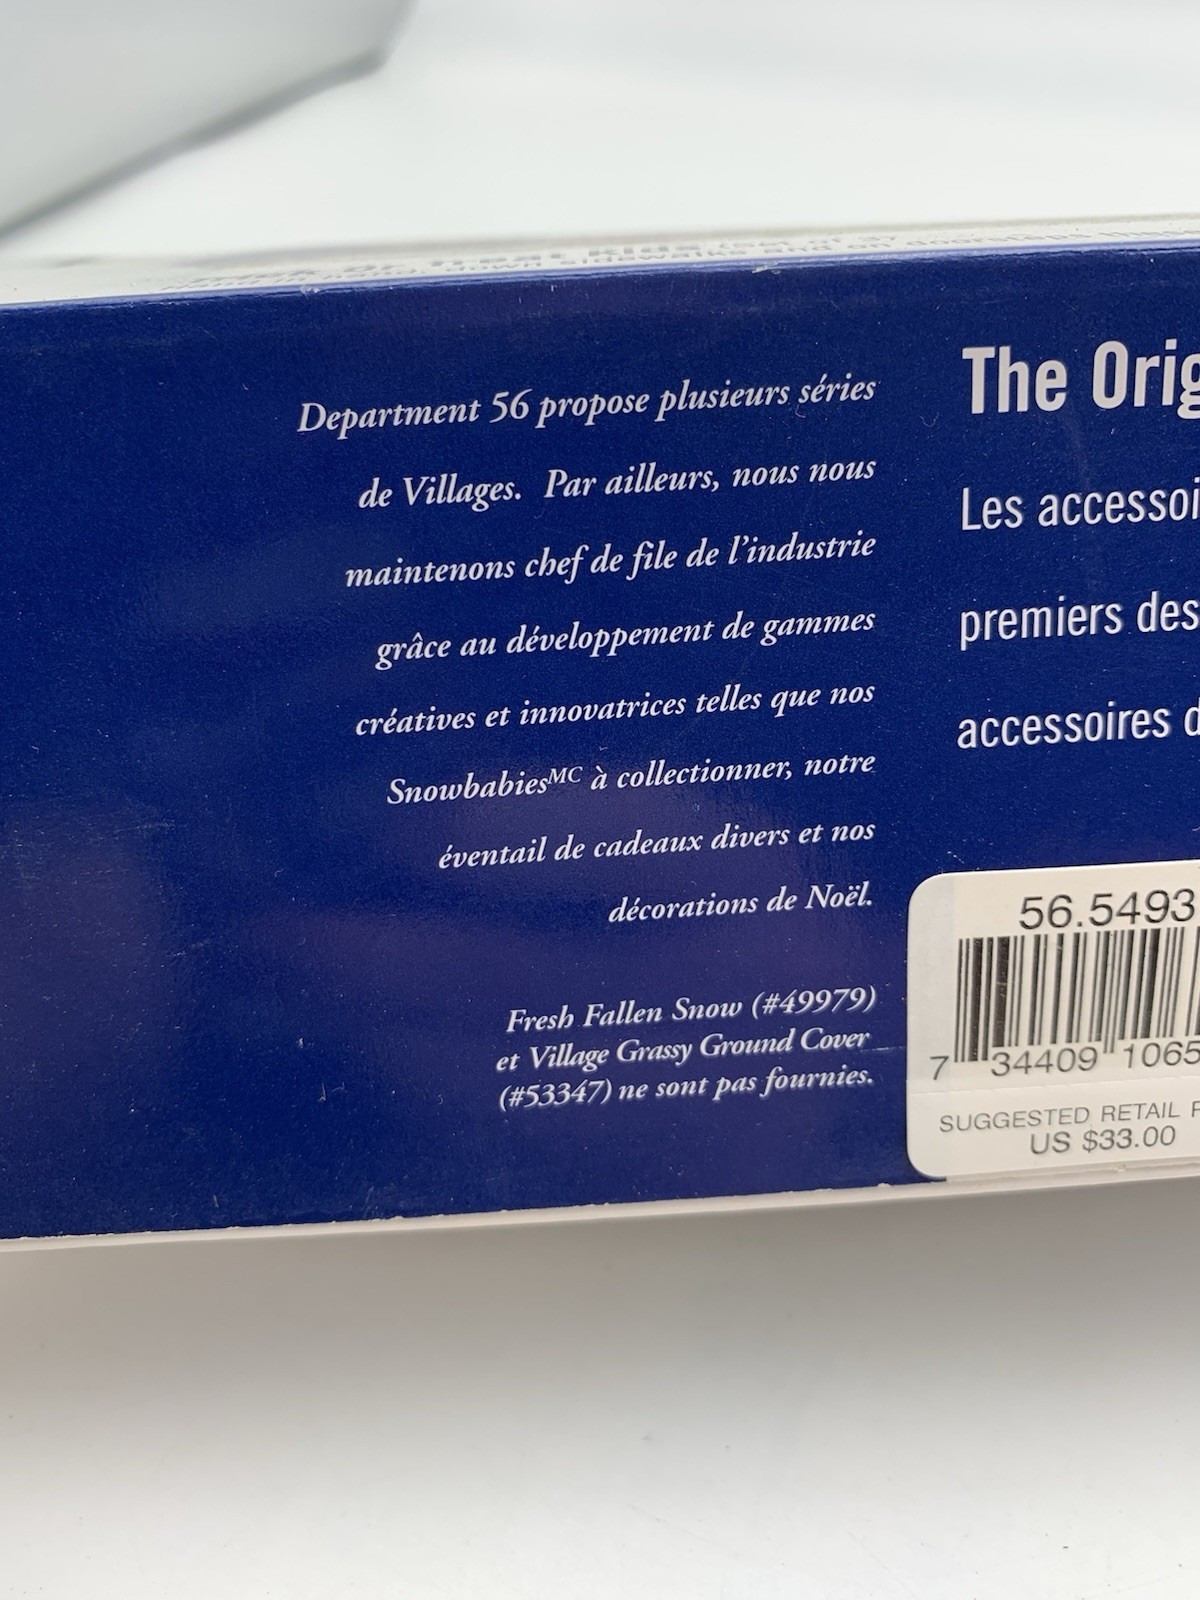 Department 56 propose plusieurs séries
de Villages. Par ailleurs, nous nous
maintenons chef de file de l'industrie
grâce au développement de gammes
créatives et innovatrices telles que nos
Snowbabiesᴹᶜ à collectionner, notre
éventail de cadeaux divers et nos
décorations de Noël.
Fresh Fallen Snow (#49979)
et Village Grassy Ground Cover
(#53347) ne sont pas fournies.
The Orig
Les accessoi
premiers des
accessoires d
56.5493
7 34409 1065
SUGGESTED RETAIL P
US $33.00